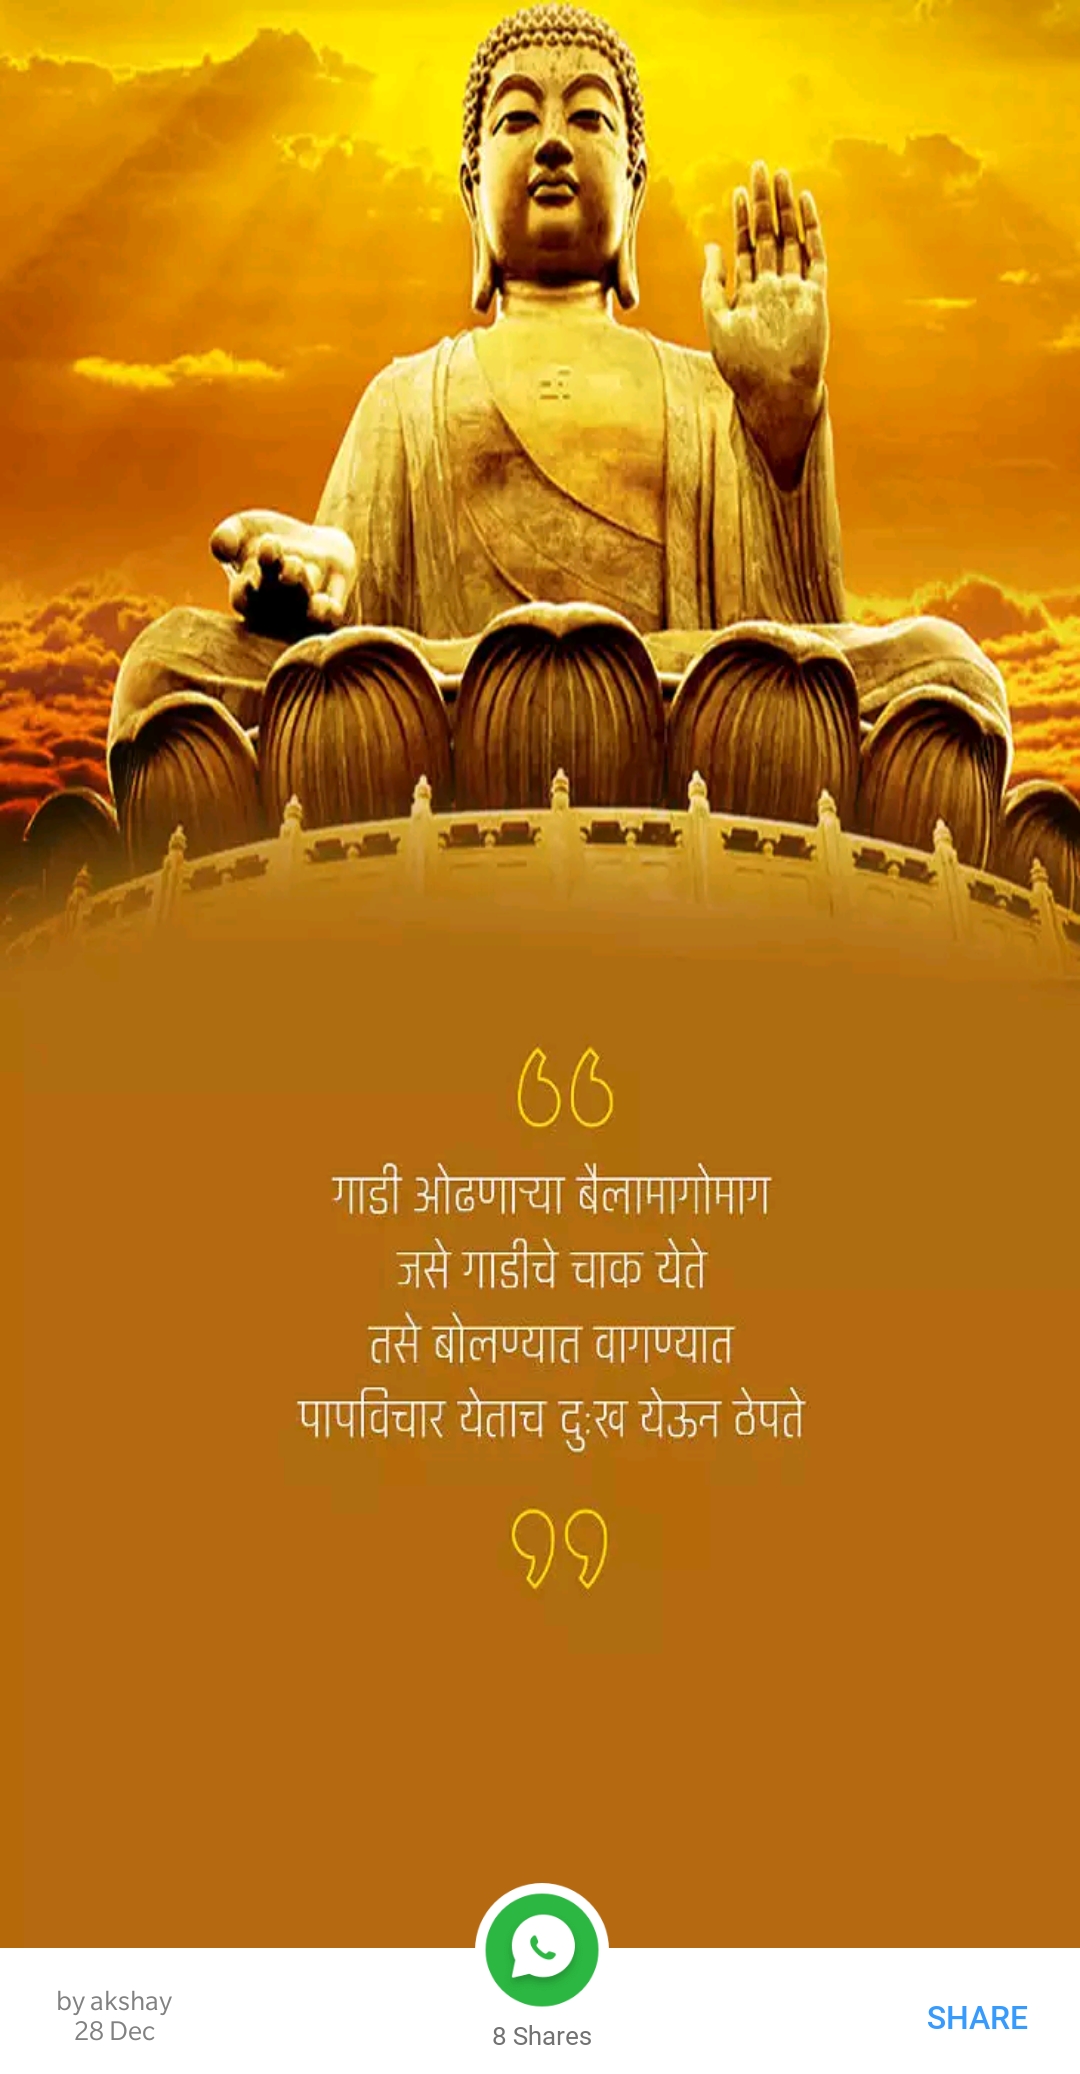 “
गाडी ओढणाऱ्या बैलामागोमाग
जसे गाडीचे चाक येते
तसे बोलण्यात वागण्यात
पापविचार येताच दुःख येऊन ठेपते
”
by akshay
28 Dec
8 Shares
SHARE